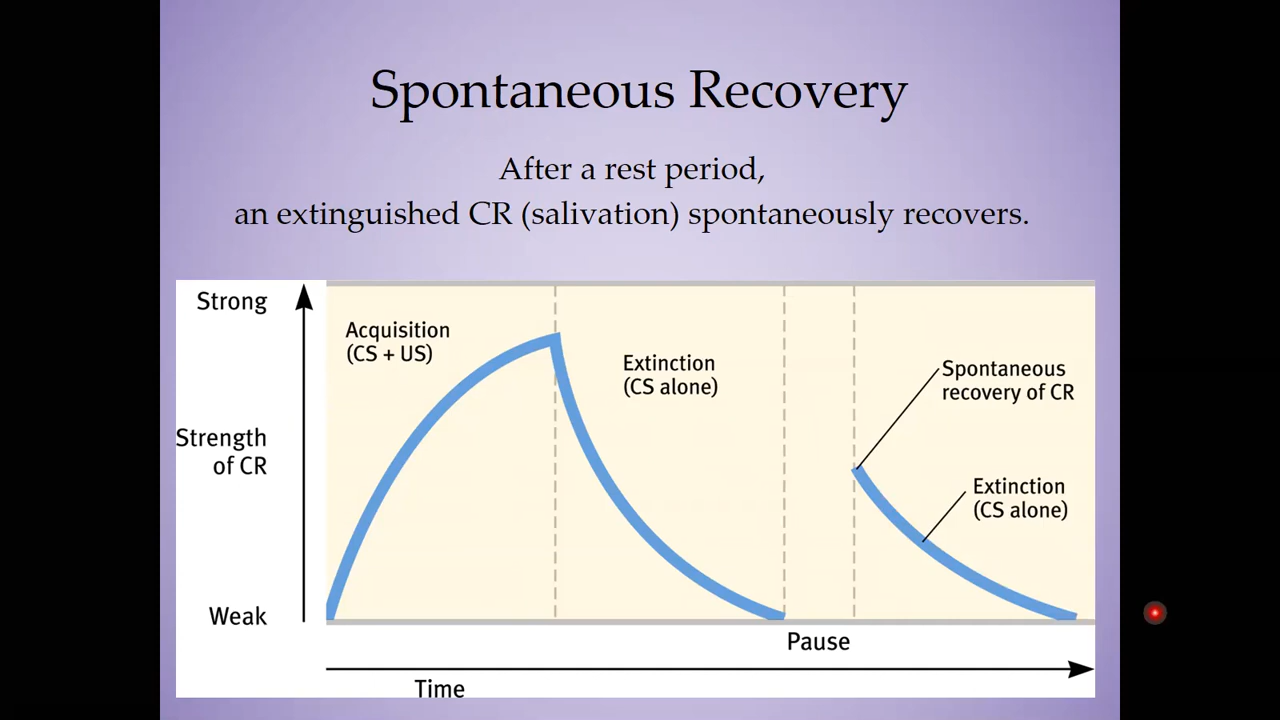 Spontaneous Recovery
After a rest period,
an extinguished CR (salivation) spontaneously recovers.
Strong
Acquisition
(CS + US)
Extinction
(CS alone)
Spontaneous
recovery of CR
Strength
of CR
Extinction
(CS alone)
Weak
Pause
Time